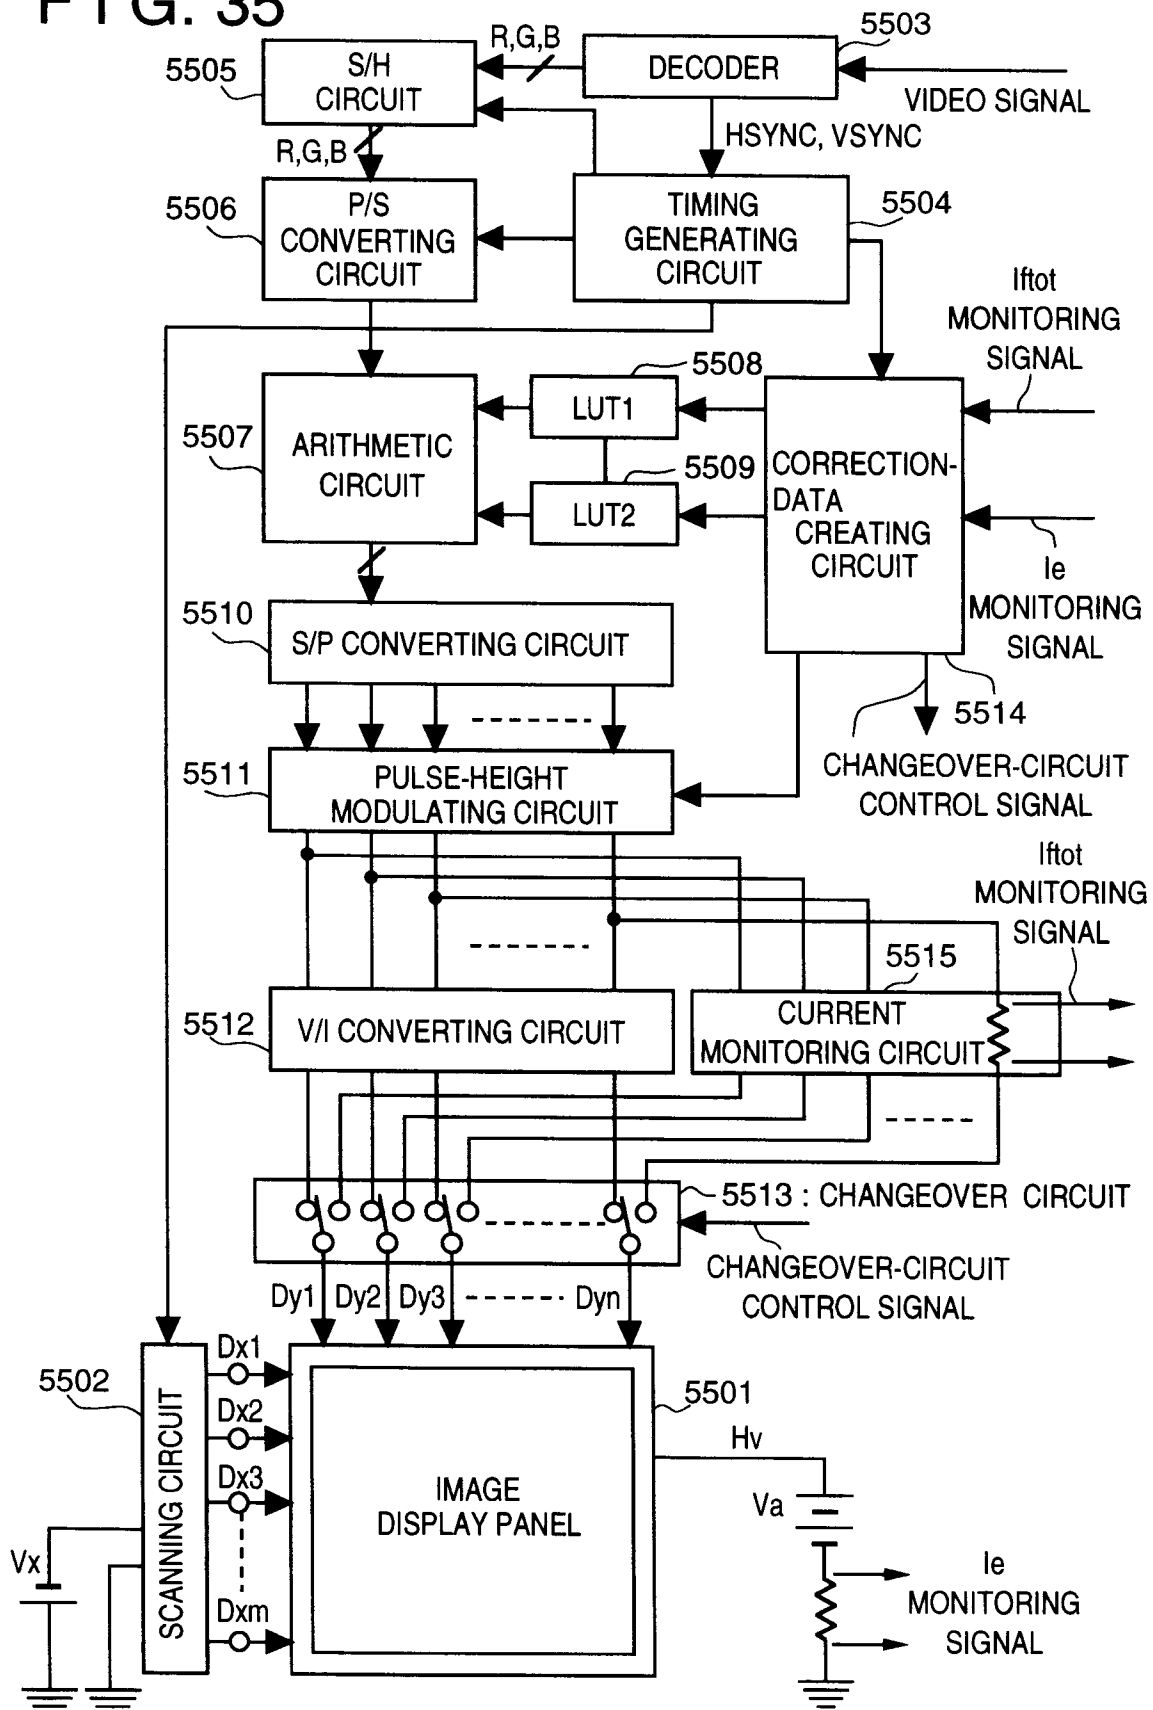 FIG. 35
5503
R,G,B
5505
S/H
CIRCUIT
DECODER
VIDEO SIGNAL
HSYNC, VSYNC
R,G,B
5506
P/S
CONVERTING
CIRCUIT
TIMING
GENERATING
CIRCUIT
5504
Iftot
MONITORING
SIGNAL
5508
LUT1
5507
ARITHMETIC
CIRCUIT
5509
LUT2
CORRECTION-
DATA
CREATING
CIRCUIT
Ie
MONITORING
SIGNAL
5510
S/P CONVERTING CIRCUIT
5514
CHANGEOVER-CIRCUIT
CONTROL SIGNAL
5511
PULSE-HEIGHT
MODULATING CIRCUIT
Iftot
MONITORING
SIGNAL
5515
5512
V/I CONVERTING CIRCUIT
CURRENT
MONITORING CIRCUIT
5513 : CHANGEOVER CIRCUIT
CHANGEOVER-CIRCUIT
CONTROL SIGNAL
Dy1 Dy2 Dy3 Dyn
5502
SCANNING CIRCUIT
Dx1
Dx2
Dx3
Dxm
5501
Hv
IMAGE
DISPLAY PANEL
Va
Vx
Ie
MONITORING
SIGNAL